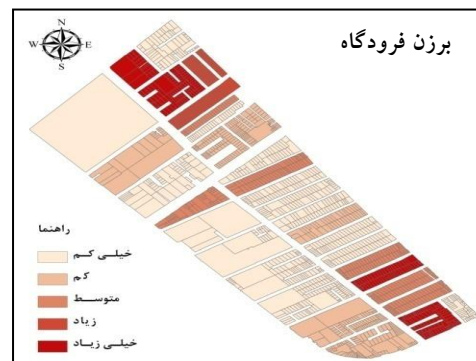 برزن فرودگاه
N
W E
S
راهنما
خیلی کم
کم
متوسط
زیاد
خیلی زیاد